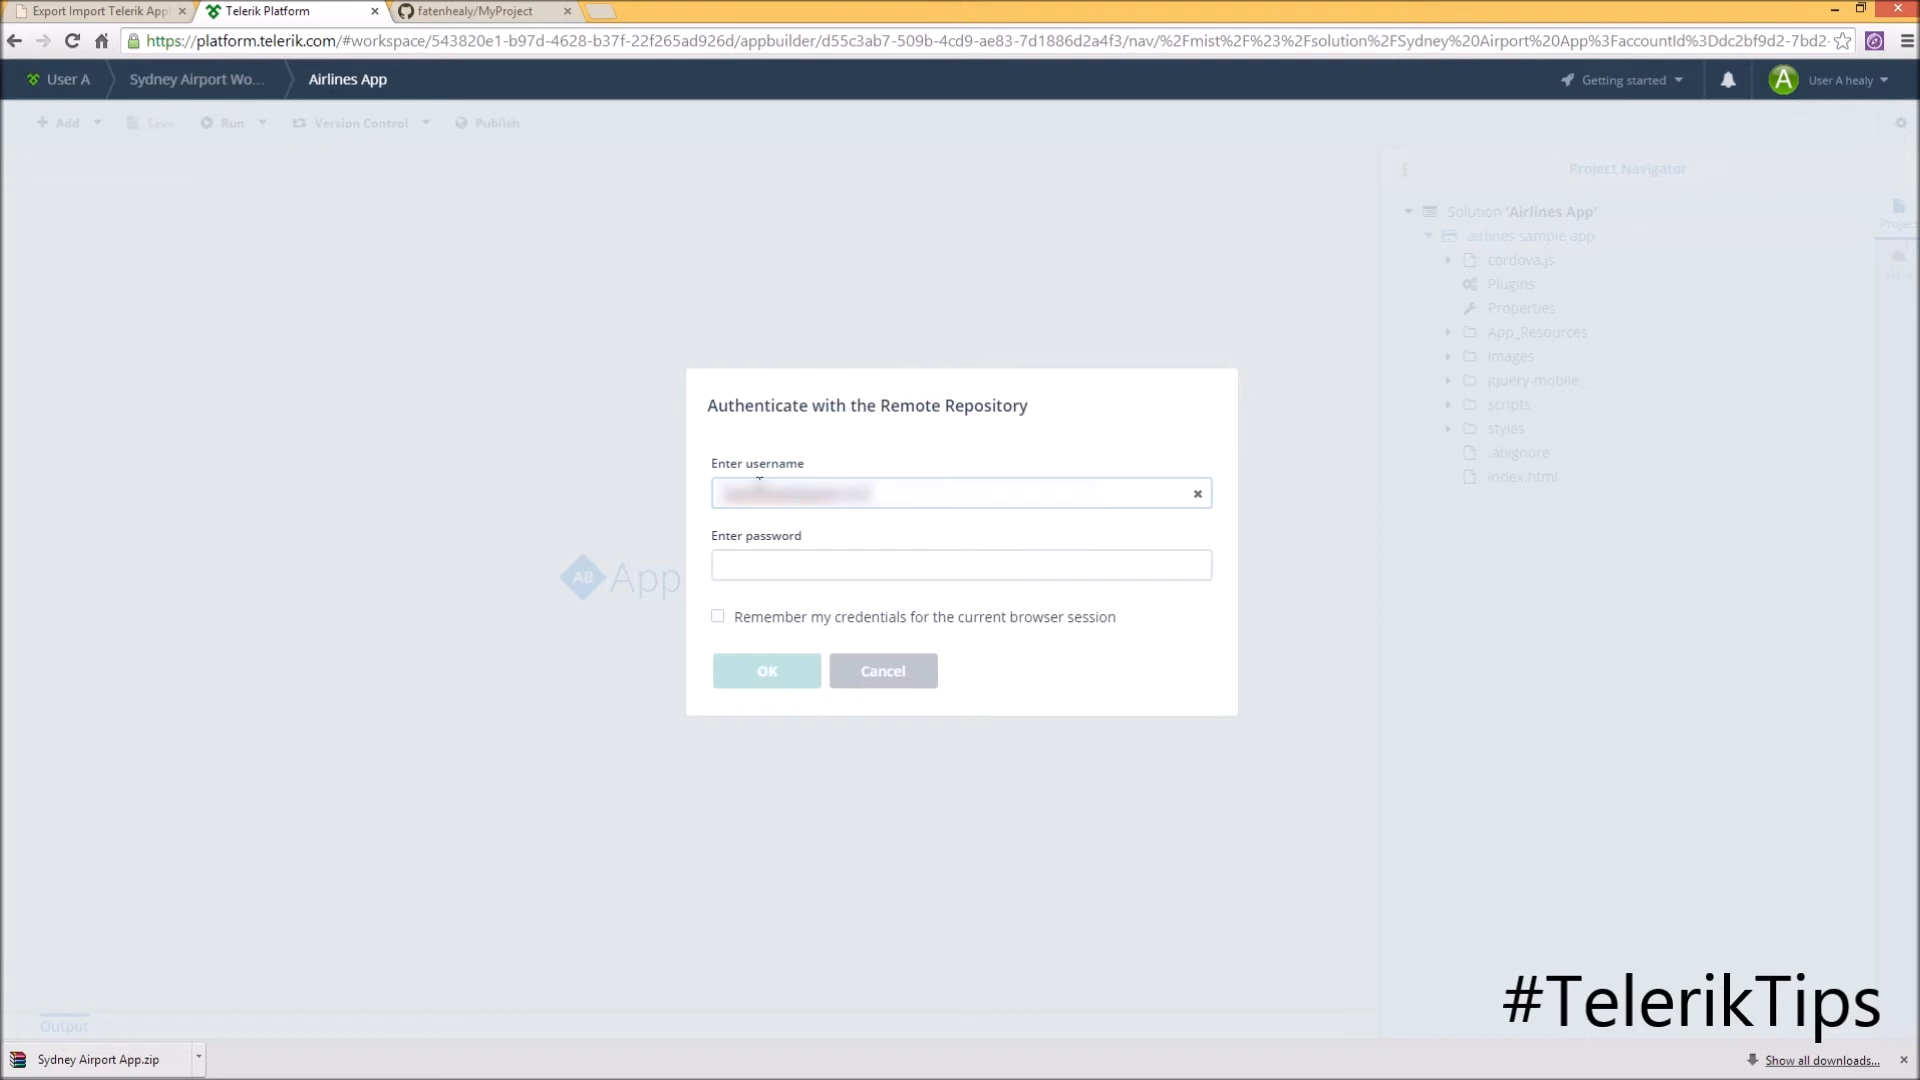 Export Import Telerik App
Telerik Platform
fatenhealy/MyProject
https://platform.telerik.com/#workspace/543820e1-b97d-4628-b37f-22f265ad926d/appbuilder/d55c3ab7-509b-4cd9-ae83-7d1886d2a4f3/nav/%2Fmist%2F%23%2Fsolution%2FSydney%20Airport%20App%3FaccountId%3Ddc2bf9d2-7bd2-
User A
Sydney Airport Wo...
Airlines App
Getting started
A
User A healy
Add
Save
Run
Version Control
Publish
Project Navigator
Solution 'Airlines App'
airlines sample app
cordova.js
Plugins
Properties
App_Resources
images
jquery-mobile
scripts
styles
.abignore
index.html
Projec
AB
App
Authenticate with the Remote Repository
Enter username
Enter password
Remember my credentials for the current browser session
OK
Cancel
#TelerikTips
Output
Sydney Airport App.zip
Show all downloads...